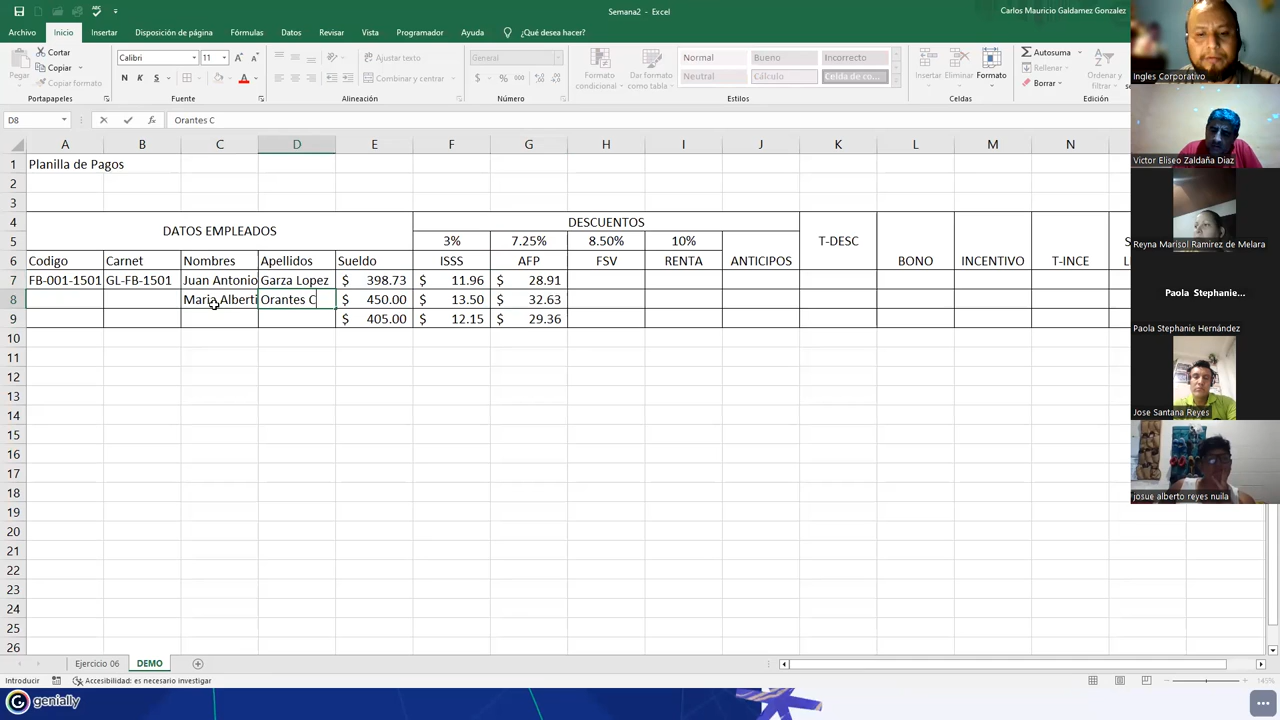 Semana2 - Excel
Carlos Mauricio Galdamez Gonzalez
Archivo Inicio Insertar Disposición de página Fórmulas Datos Revisar Vista Programador Ayuda ¿Qué desea hacer?
Pegar
Cortar
Copiar
Copiar formato
Portapapeles
Calibri 11
N K S
Fuente
Ajustar texto
Combinar y centrar
Alineación
General
$ % 000
Número
Formato condicional
Dar formato como tabla
Normal Bueno Incorrecto
Neutral Cálculo Celda de co...
Estilos
Insertar Eliminar Formato
Celdas
Autosuma
Rellenar
Borrar
Ordenar y filtrar
Edición
D8 fx Orantes C
A B C D E F G H I J K L M N
1 Planilla de Pagos
2
3
4 DATOS EMPLEADOS DESCUENTOS
5 3% 7.25% 8.50% 10% T-DESC
6 Codigo Carnet Nombres Apellidos Sueldo ISSS AFP FSV RENTA ANTICIPOS BONO INCENTIVO T-INCE
7 FB-001-1501 GL-FB-1501 Juan Antonio Garza Lopez $ 398.73 $ 11.96 $ 28.91
8 Maria Alberti Orantes C $ 450.00 $ 13.50 $ 32.63
9 $ 405.00 $ 12.15 $ 29.36
10
11
12
13
14
15
16
17
18
19
20
21
22
23
24
25
26
Ejercicio 06 DEMO
Introducir Accesibilidad: es necesario investigar 145%
genially
Ingles Corporativo
Victor Eliseo Zaldaña Diaz
Reyna Marisol Ramirez de Melara
Paola Stephanie...
Paola Stephanie Hernández
Jose Santana Reyes
josue alberto reyes nuila